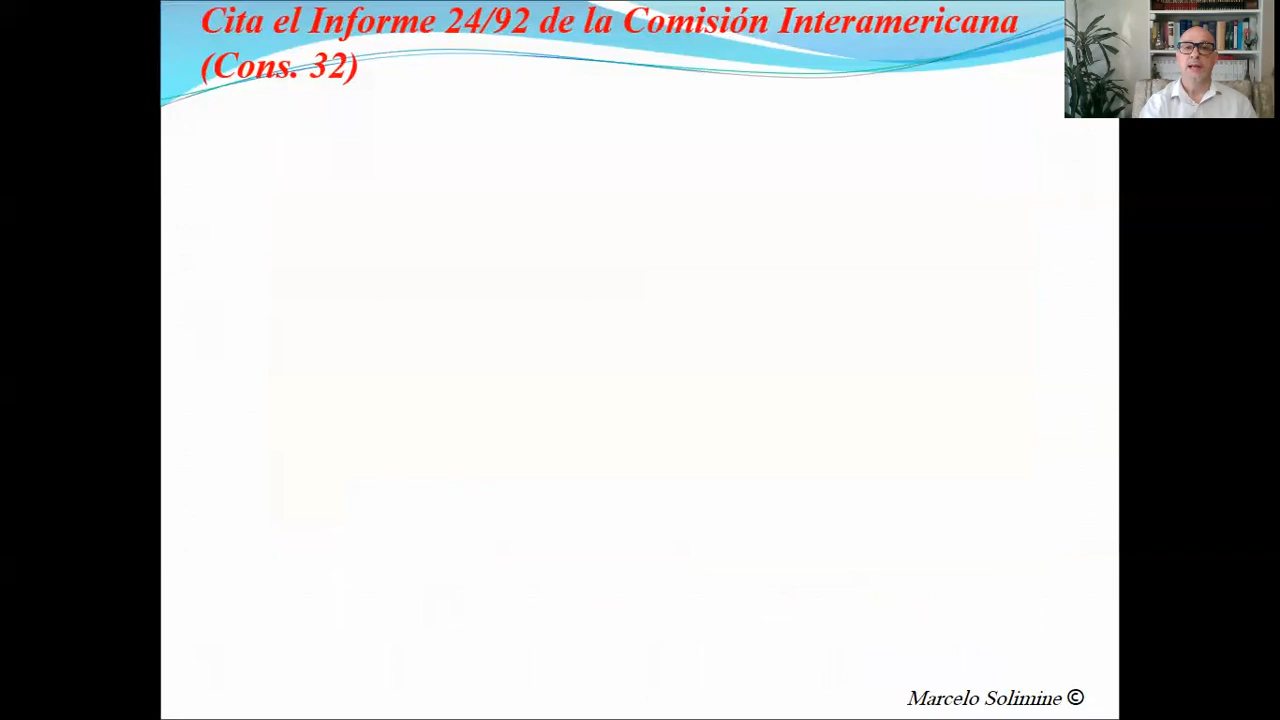 Cita el Informe 24/92 de la Comisión Interamericana
(Cons. 32)
Marcelo Solimine ©